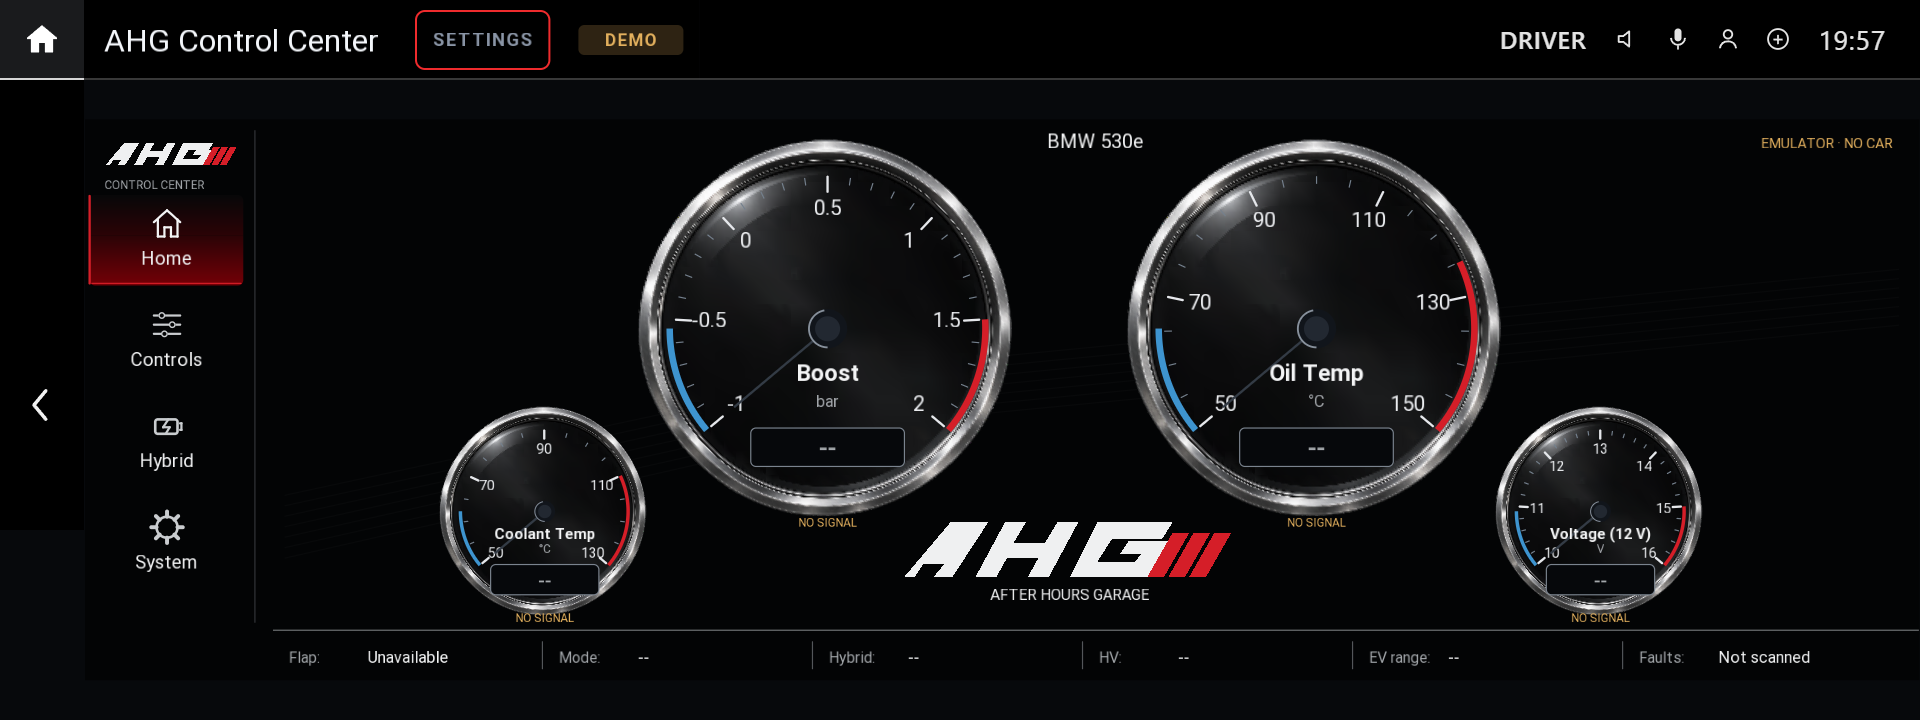 AHG Control Center
SETTINGS
DEMO
DRIVER
19:57
AHG
CONTROL CENTER
Home
Controls
Hybrid
System
BMW 530e
EMULATOR · NO CAR
-1
-0.5
0
0.5
1
1.5
2
Boost
bar
--
NO SIGNAL
50
70
90
110
130
150
Oil Temp
°C
--
NO SIGNAL
50
70
90
110
130
Coolant Temp
°C
--
NO SIGNAL
10
11
12
13
14
15
16
Voltage (12 V)
V
--
NO SIGNAL
AHG
AFTER HOURS GARAGE
Flap: Unavailable
Mode: --
Hybrid: --
HV: --
EV range: --
Faults: Not scanned